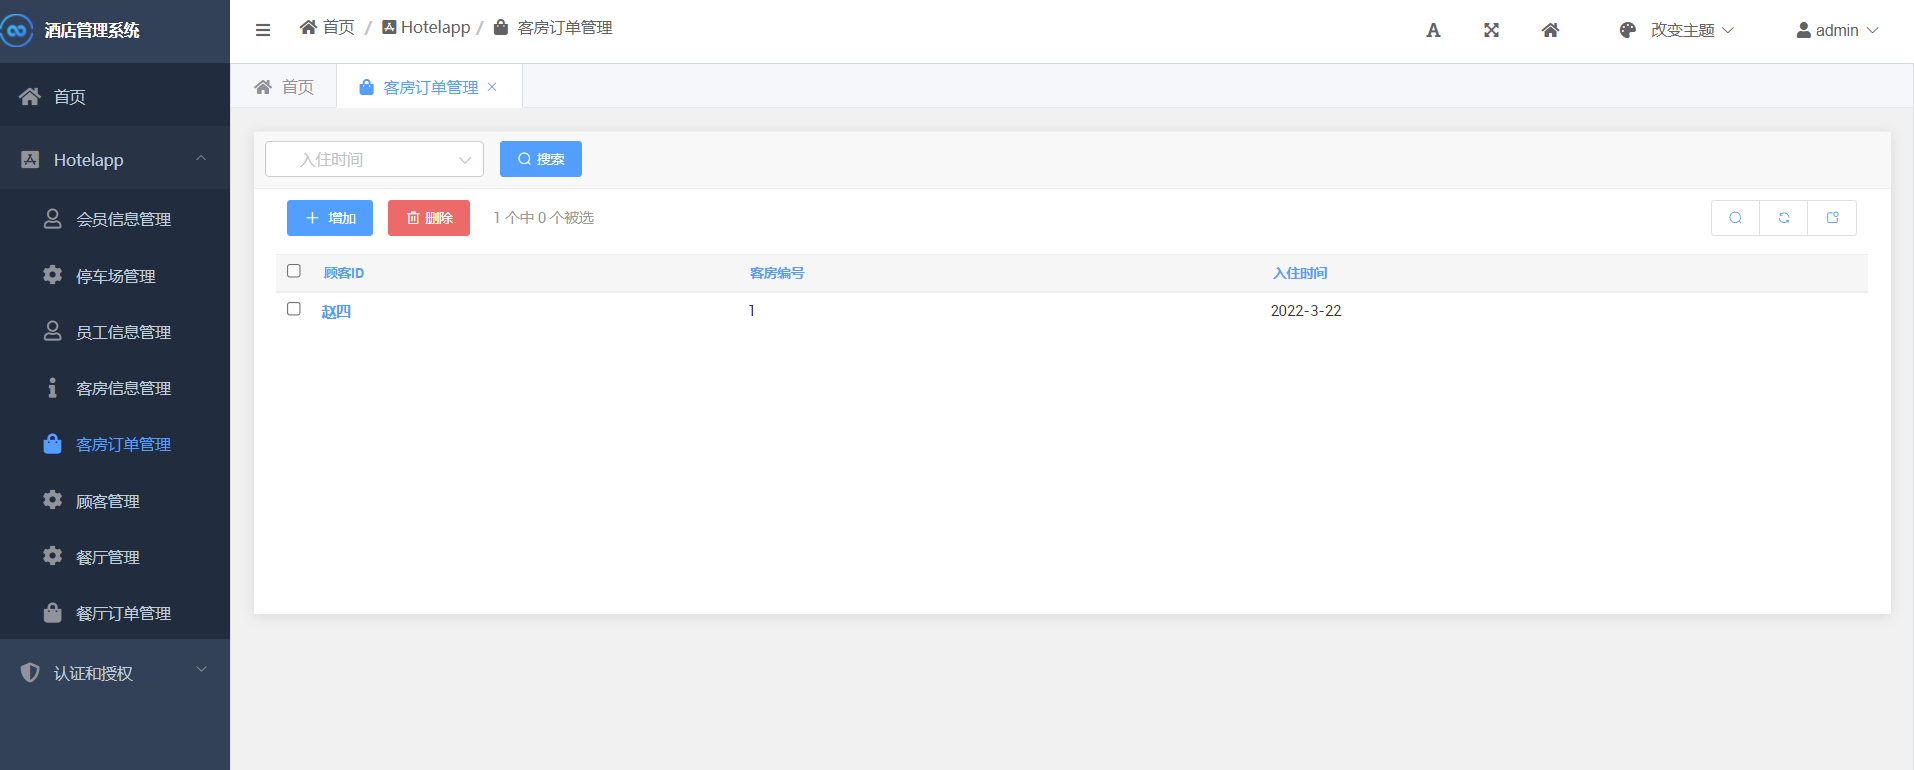 酒店管理系统
首页 / Hotelapp / 客房订单管理
改变主题
admin
首页
Hotelapp
会员信息管理
停车场管理
员工信息管理
客房信息管理
客房订单管理
顾客管理
餐厅管理
餐厅订单管理
认证和授权
首页
客房订单管理
入住时间
搜索
增加
删除
1 个中 0 个被选
顾客ID 客房编号 入住时间
赵四 1 2022-3-22